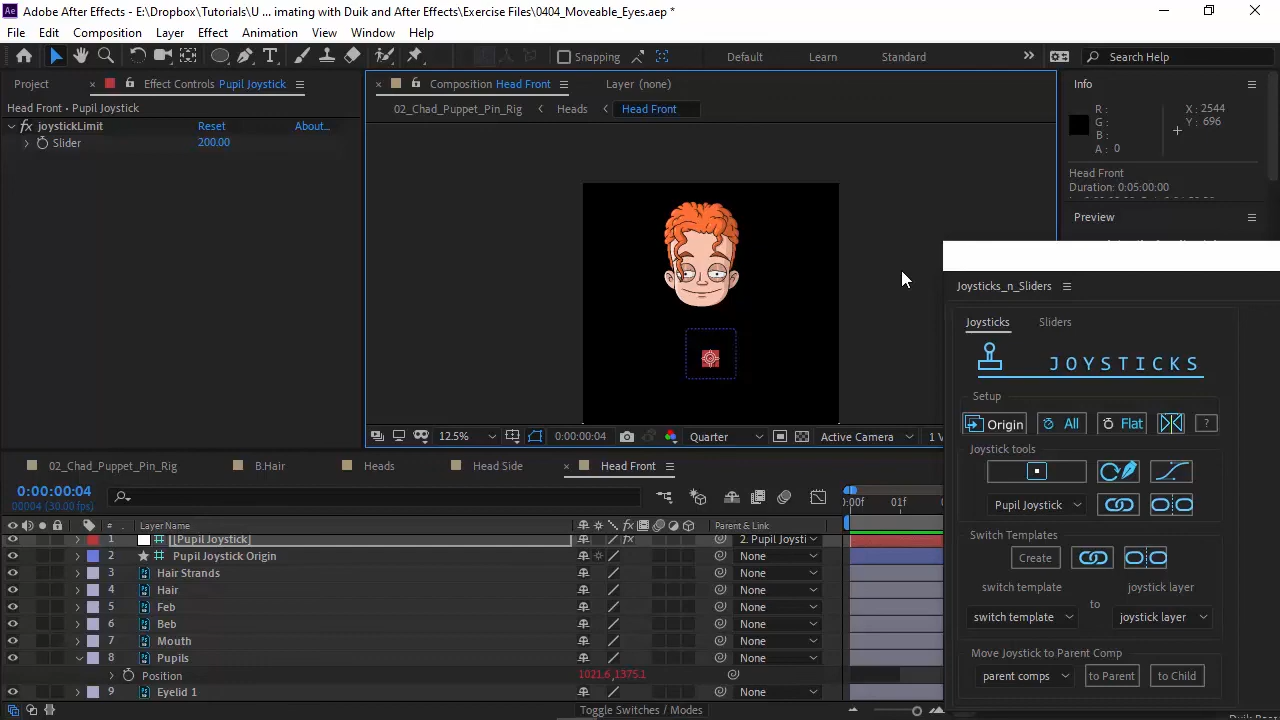 Ae Adobe After Effects - E:\Dropbox\Tutorials\U ... imating with Duik and After Effects\Exercise Files\0404_Moveable_Eyes.aep *
File Edit Composition Layer Effect Animation View Window Help
Snapping Default Learn Standard Search Help
Project Effect Controls Pupil Joystick Composition Head Front Layer (none) Info
Head Front • Pupil Joystick 02_Chad_Puppet_Pin_Rig Heads Head Front
fx joystickLimit Reset About...
Slider 200.00
R: X: 2544
G: Y: 696
B:
A: 0
Head Front
Duration: 0:05:00:00
Preview
Joysticks_n_Sliders
Joysticks Sliders
JOYSTICKS
Setup
Origin All Flat ?
Joystick tools
Pupil Joystick
Switch Templates
Create
switch template joystick layer
to
switch template joystick layer
Move Joystick to Parent Comp
parent comps to Parent to Child
12.5% 0:00:00:04 Quarter Active Camera 1 V
02_Chad_Puppet_Pin_Rig B.Hair Heads Head Side Head Front
0:00:00:04
00004 (30.00 fps)
:00f 01f
# Layer Name fx Parent & Link
1 [Pupil Joystick] fx 2. Pupil Joysti
2 Pupil Joystick Origin None
3 Hair Strands None
4 Hair None
5 Feb None
6 Beb None
7 Mouth None
8 Pupils None
Position 1021.6,1375.1
9 Eyelid 1 None
Toggle Switches / Modes